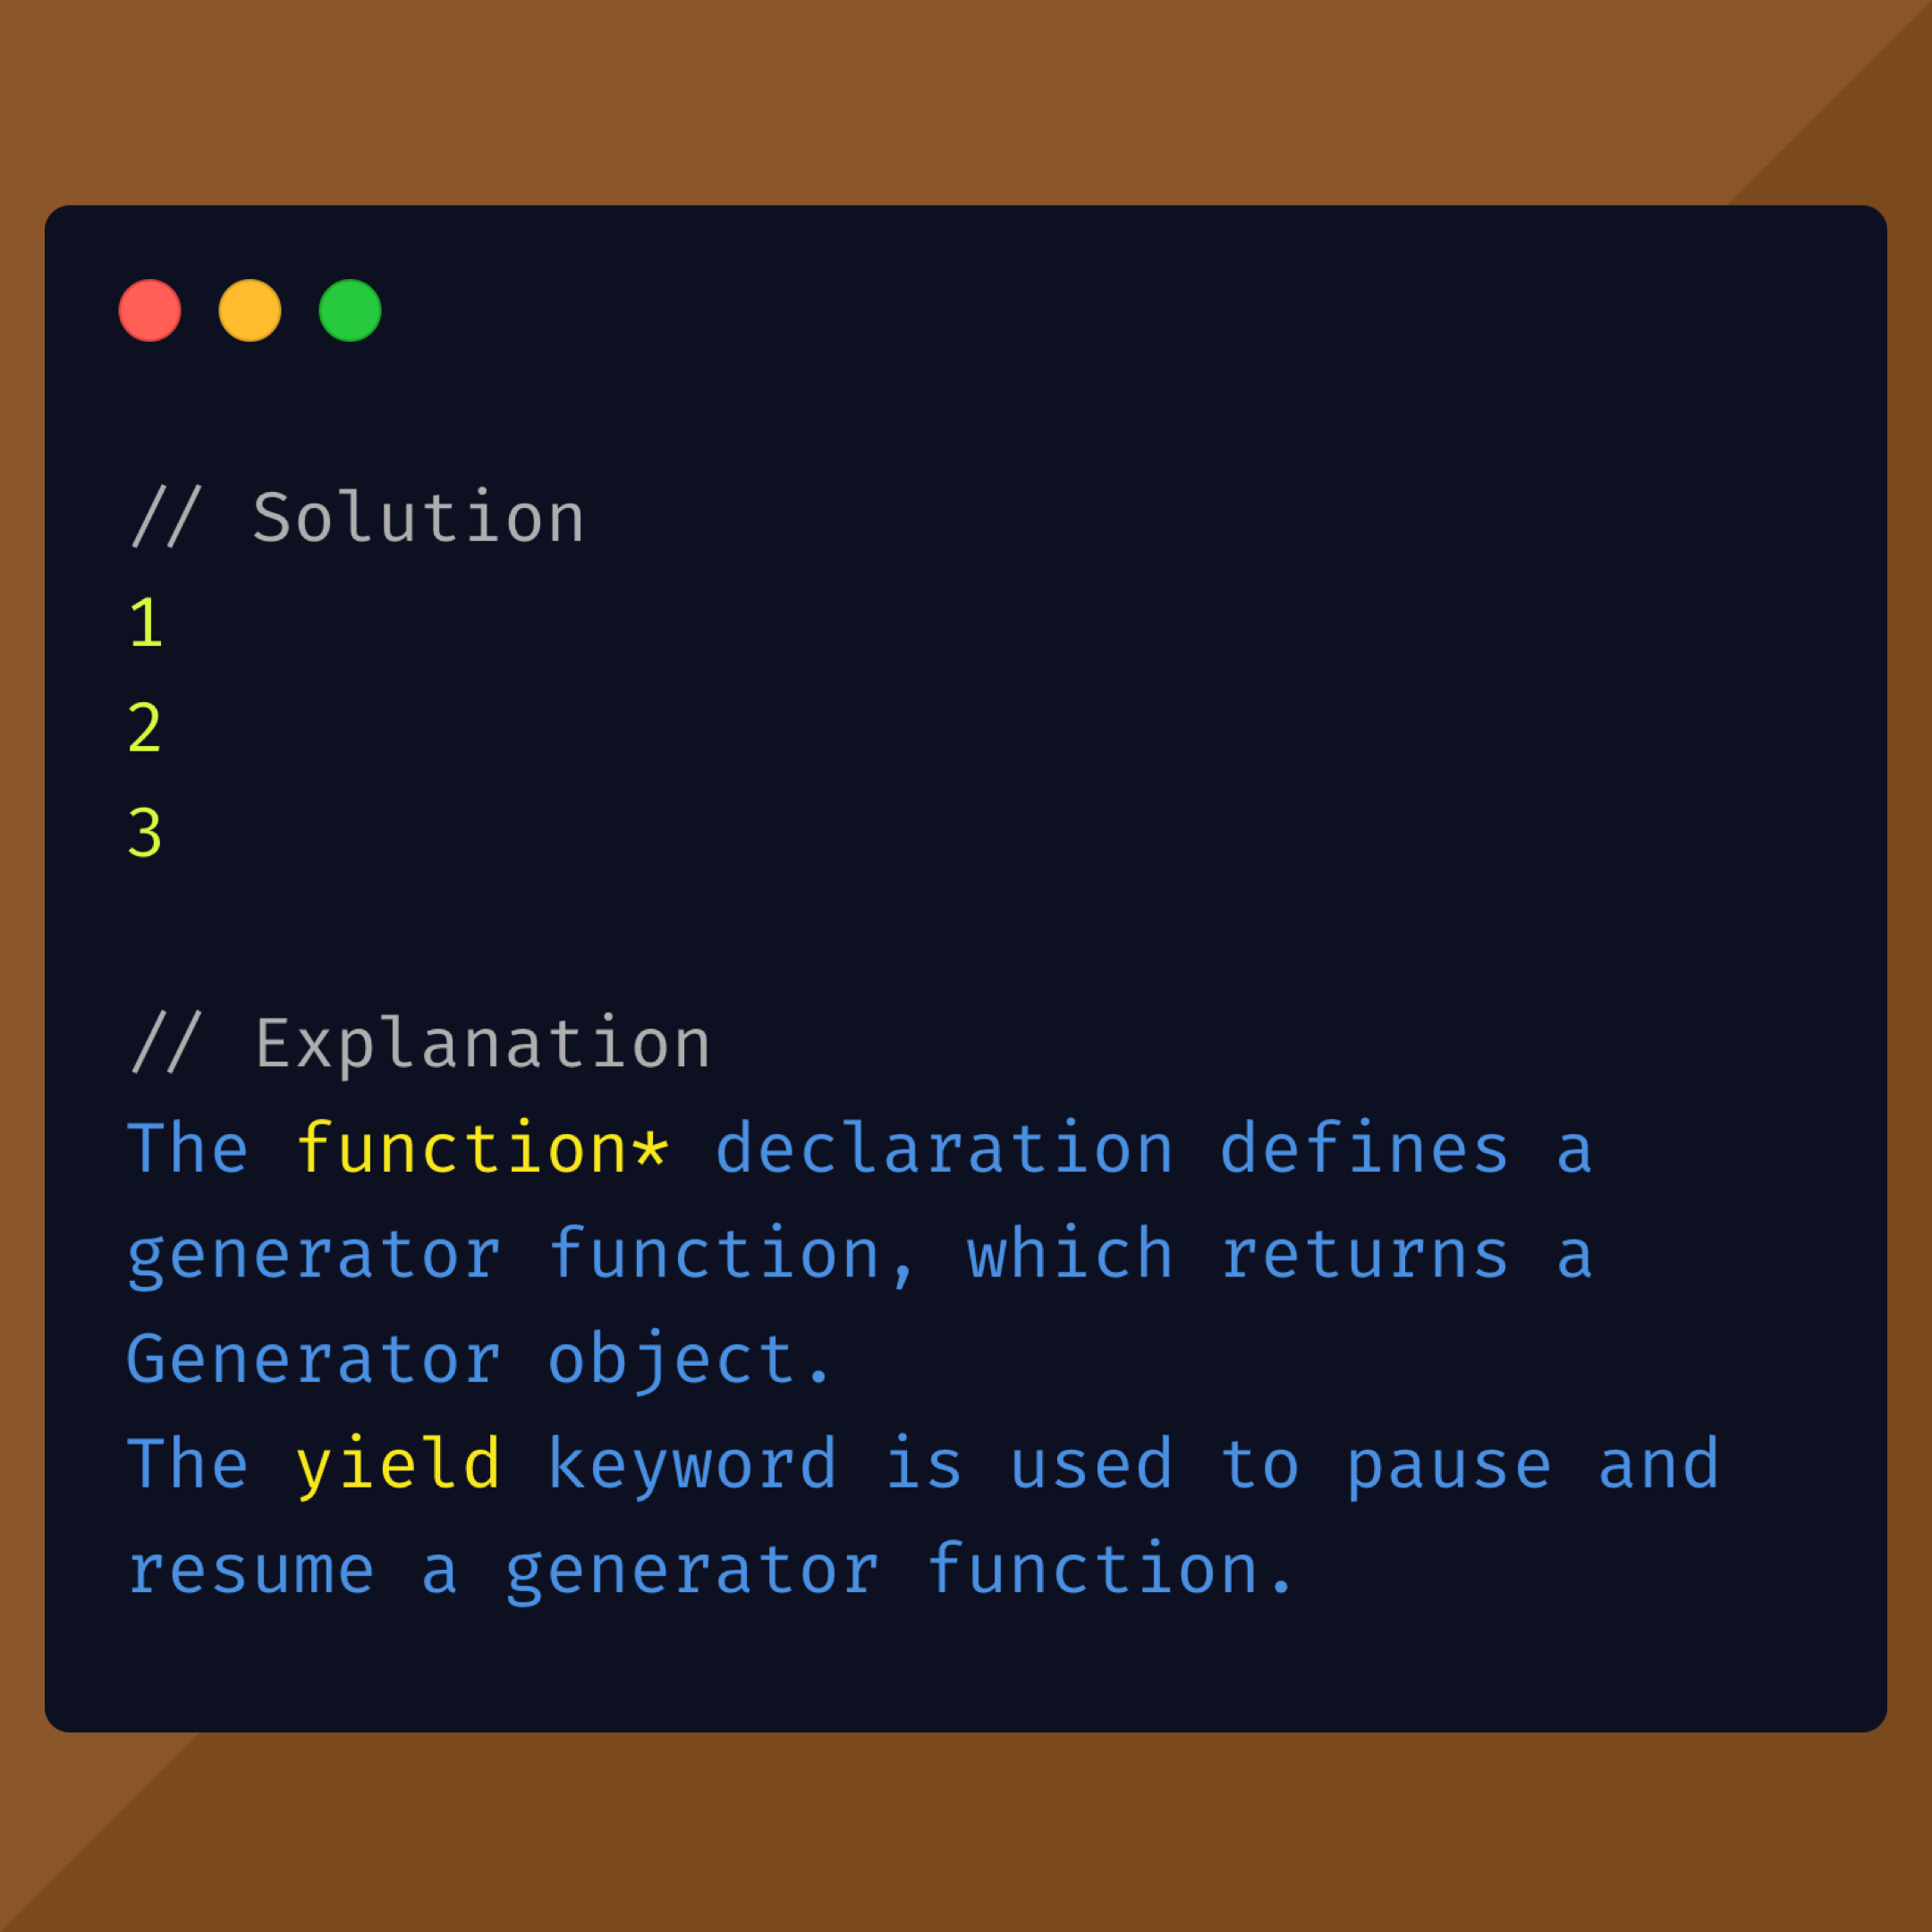 // Solution
1
2
3
// Explanation
The function* declaration defines a
generator function, which returns a
Generator object.
The yield keyword is used to pause and
resume a generator function.